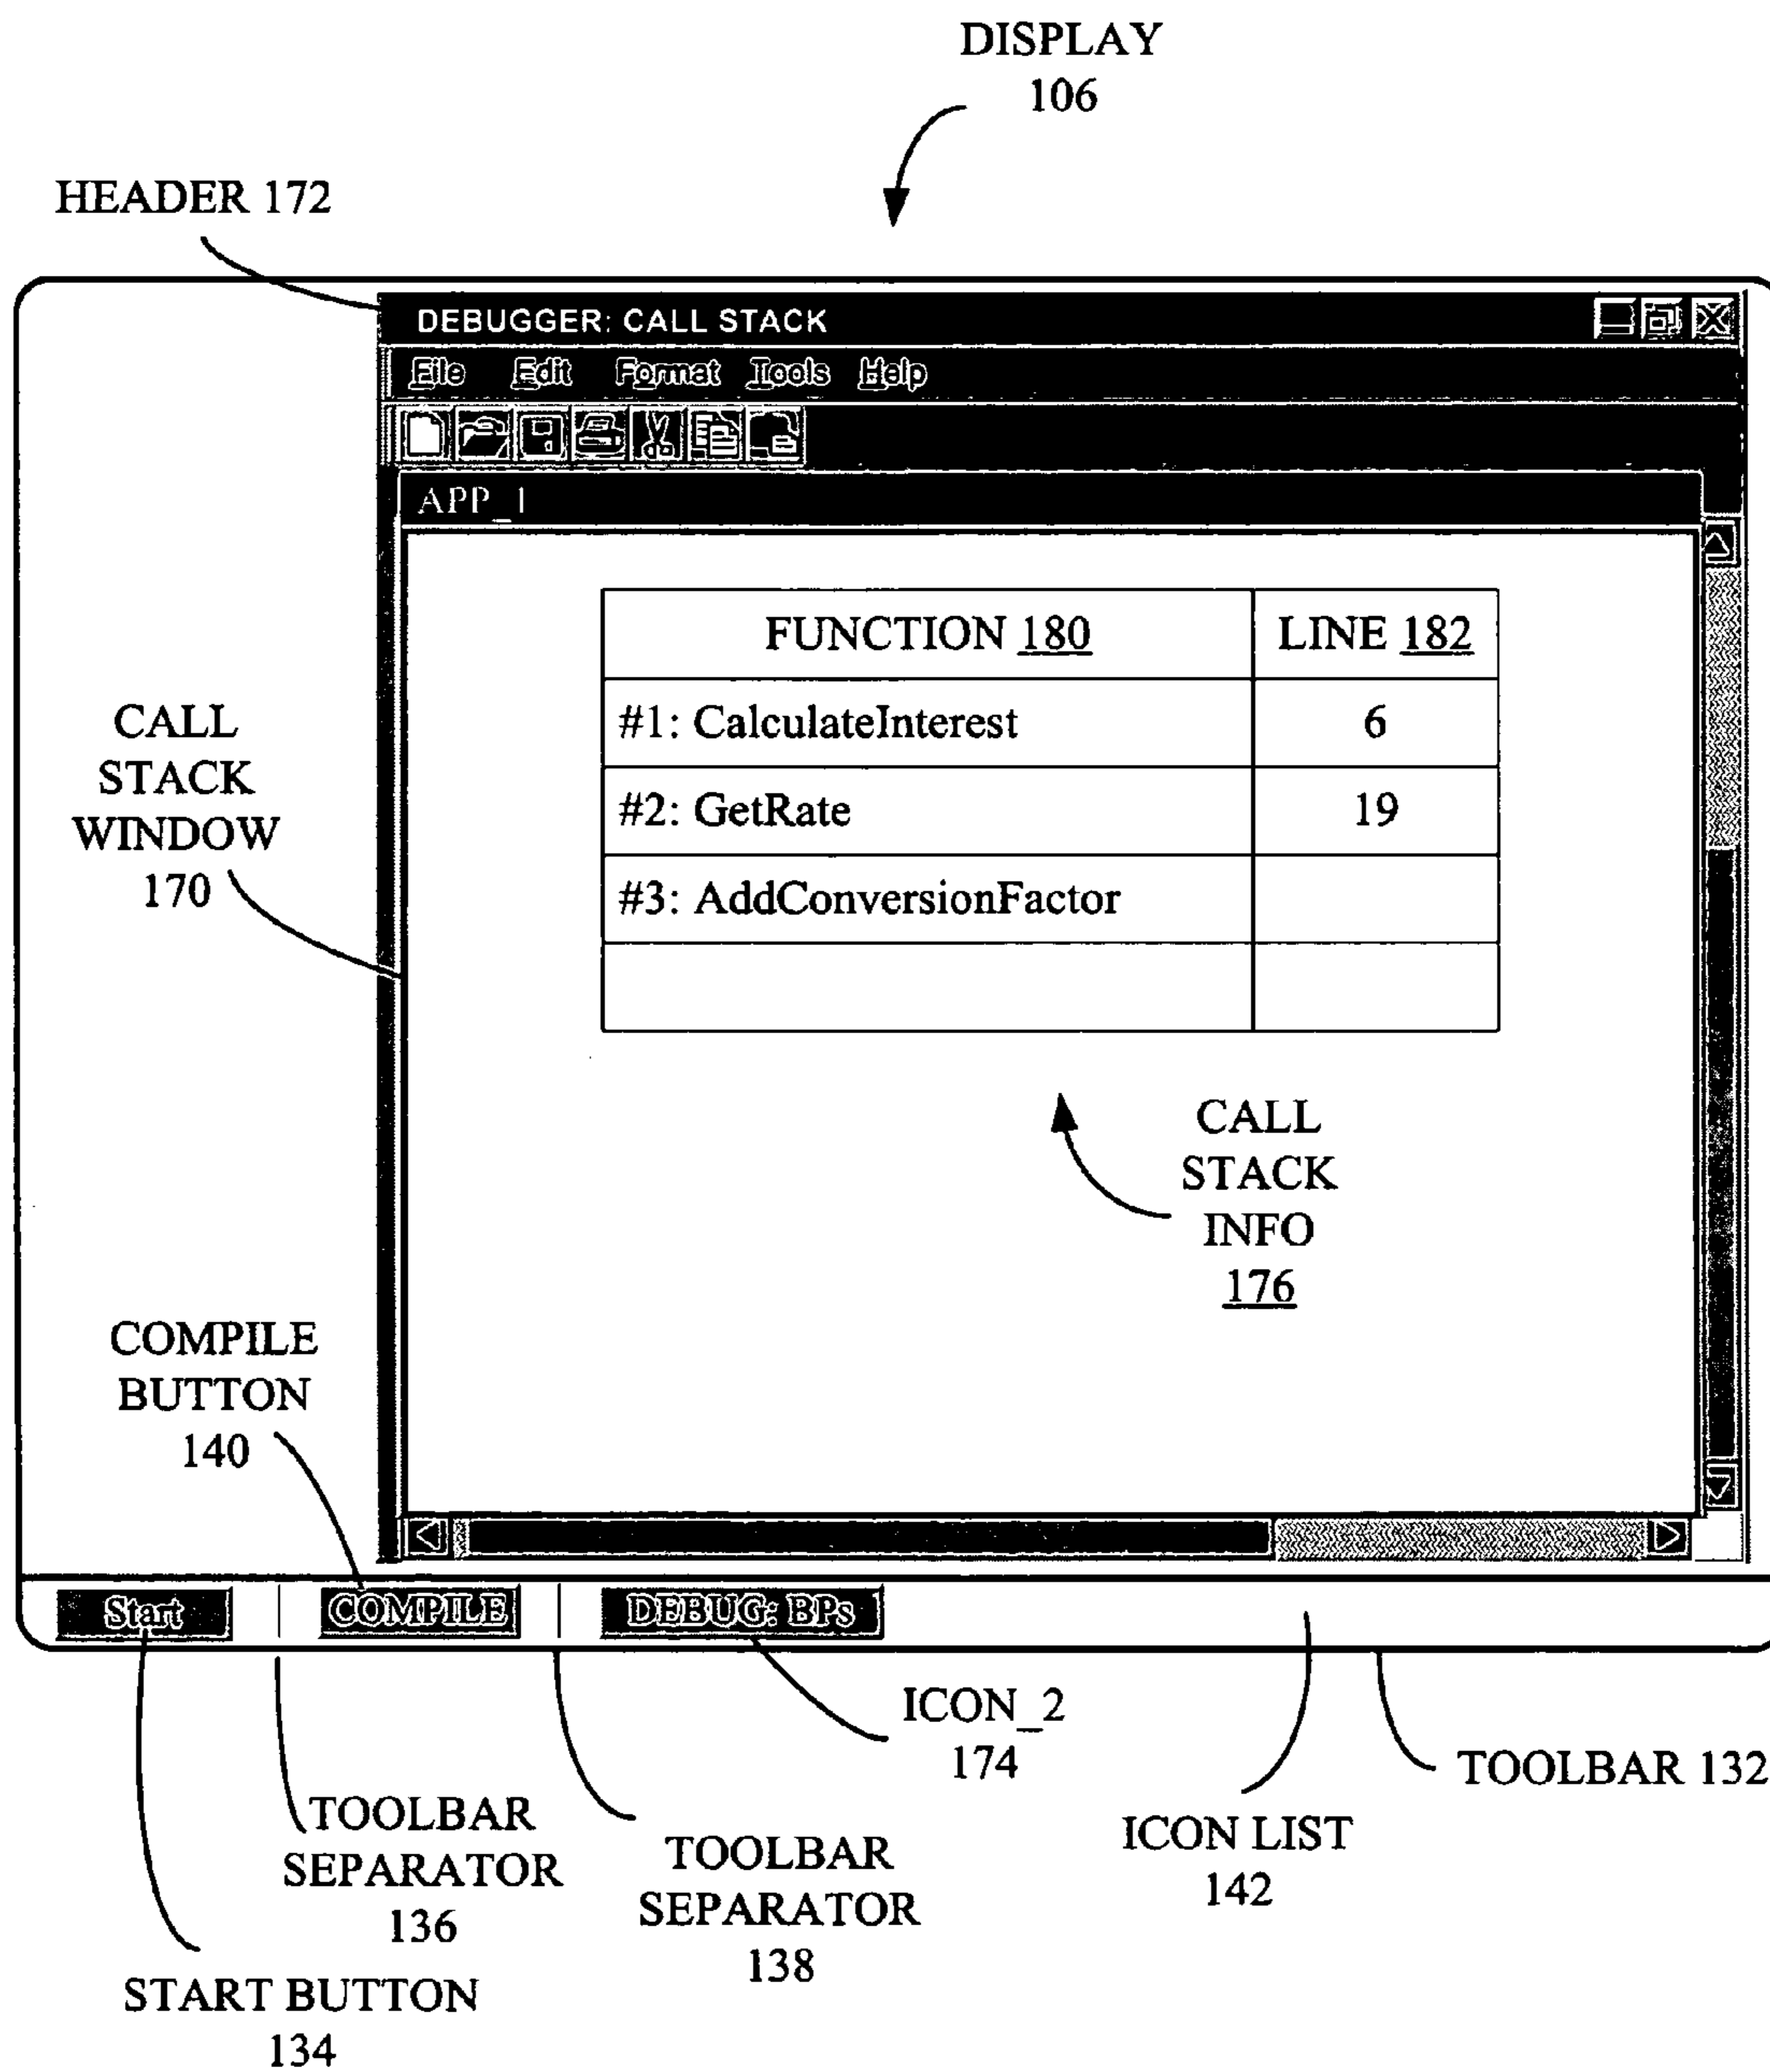 DISPLAY
106
HEADER 172
DEBUGGER: CALL STACK
File Edit Format Tools Help
APP_1
FUNCTION 180 LINE 182
#1: CalculateInterest 6
#2: GetRate 19
#3: AddConversionFactor
CALL
STACK
WINDOW
170
CALL
STACK
INFO
176
COMPILE
BUTTON
140
Start COMPILE DEBUG: BPs
ICON_2
174
TOOLBAR 132
TOOLBAR
SEPARATOR
136
TOOLBAR
SEPARATOR
138
ICON LIST
142
START BUTTON
134